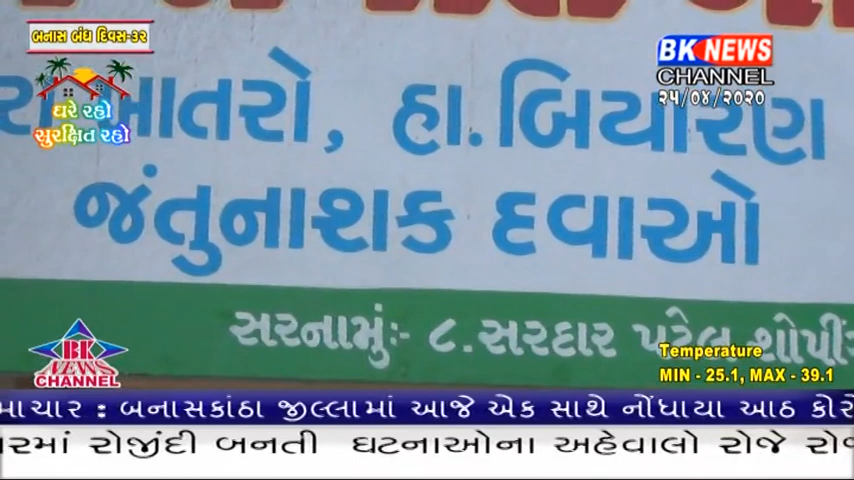 બનાસ બંધ દિવસ-૩૨
BK NEWS
CHANNEL
૨૫/૦૪/૨૦૨૦
ઘરે રહો
સુરક્ષિત રહો
હા.બિયારણ
જંતુનાશક દવાઓ
સરનામું:- ૮.સરદાર પટેલ
BK
NEWS
CHANNEL
Temperature
MIN - 25.1, MAX - 39.1
માચાર : બનાસકાંઠા જીલ્લામાં આજે એક સાથે નોંધાયા આઠ
રોજીંદી બનતી ઘટનાઓના અહેવાલો રોજે